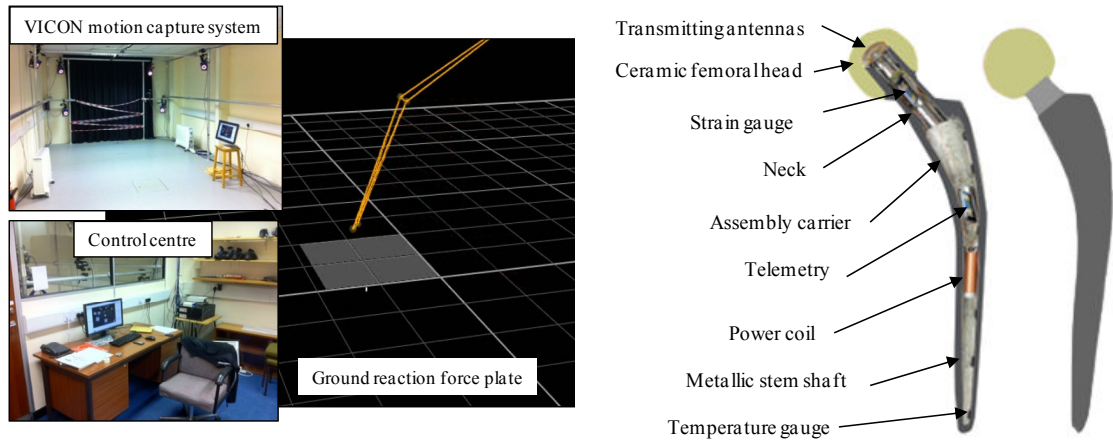 VICON motion capture system
Control centre
Ground reaction force plate
Transmitting antennas
Ceramic femoral head
Strain gauge
Neck
Assembly carrier
Telemetry
Power coil
Metallic stem shaft
Temperature gauge